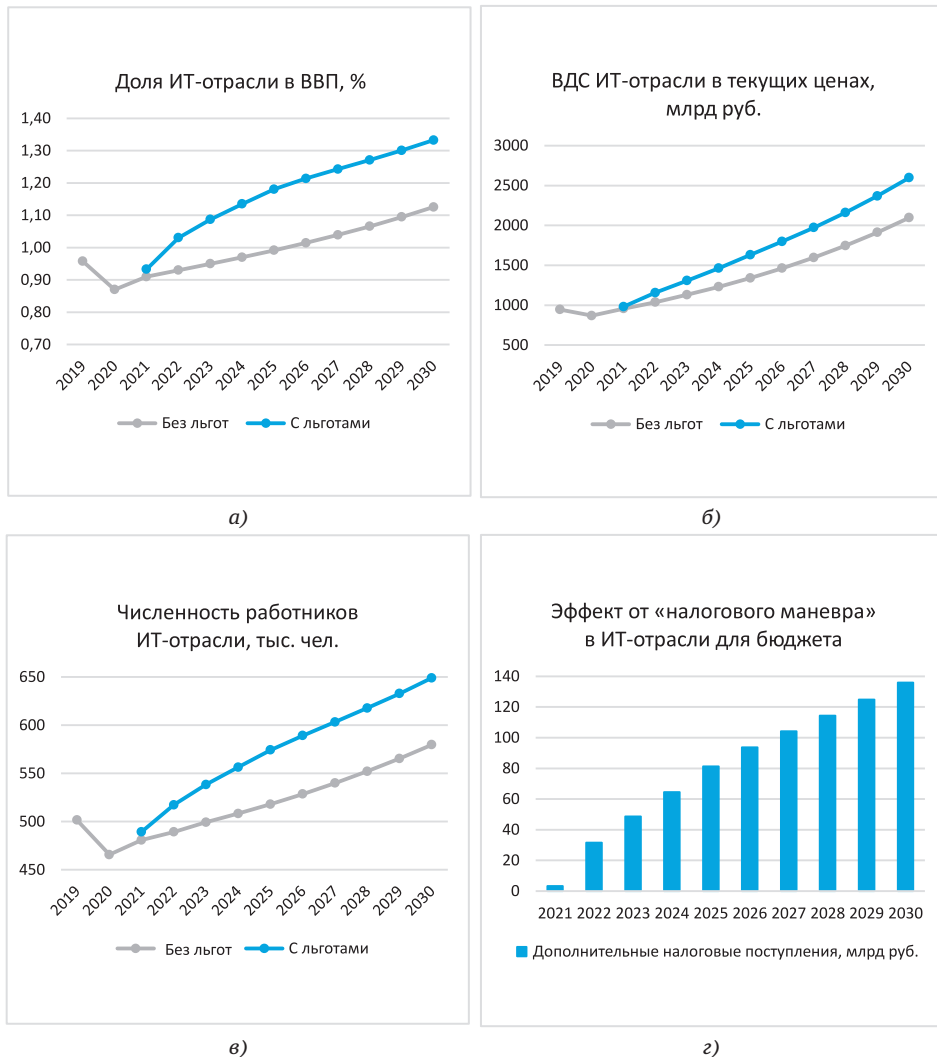 Доля ИТ-отрасли в ВВП, %
1,40
1,30
1,20
1,10
1,00
0,90
0,80
0,70
2019 2020 2021 2022 2023 2024 2025 2026 2027 2028 2029 2030
Без льгот С льготами
а)
ВДС ИТ-отрасли в текущих ценах,
млрд руб.
3000
2500
2000
1500
1000
500
2019 2020 2021 2022 2023 2024 2025 2026 2027 2028 2029 2030
Без льгот С льготами
б)
Численность работников
ИТ-отрасли, тыс. чел.
650
600
550
500
450
2019 2020 2021 2022 2023 2024 2025 2026 2027 2028 2029 2030
Без льгот С льготами
в)
Эффект от «налогового маневра»
в ИТ-отрасли для бюджета
140
120
100
80
60
40
20
0
2021 2022 2023 2024 2025 2026 2027 2028 2029 2030
Дополнительные налоговые поступления, млрд руб.
г)